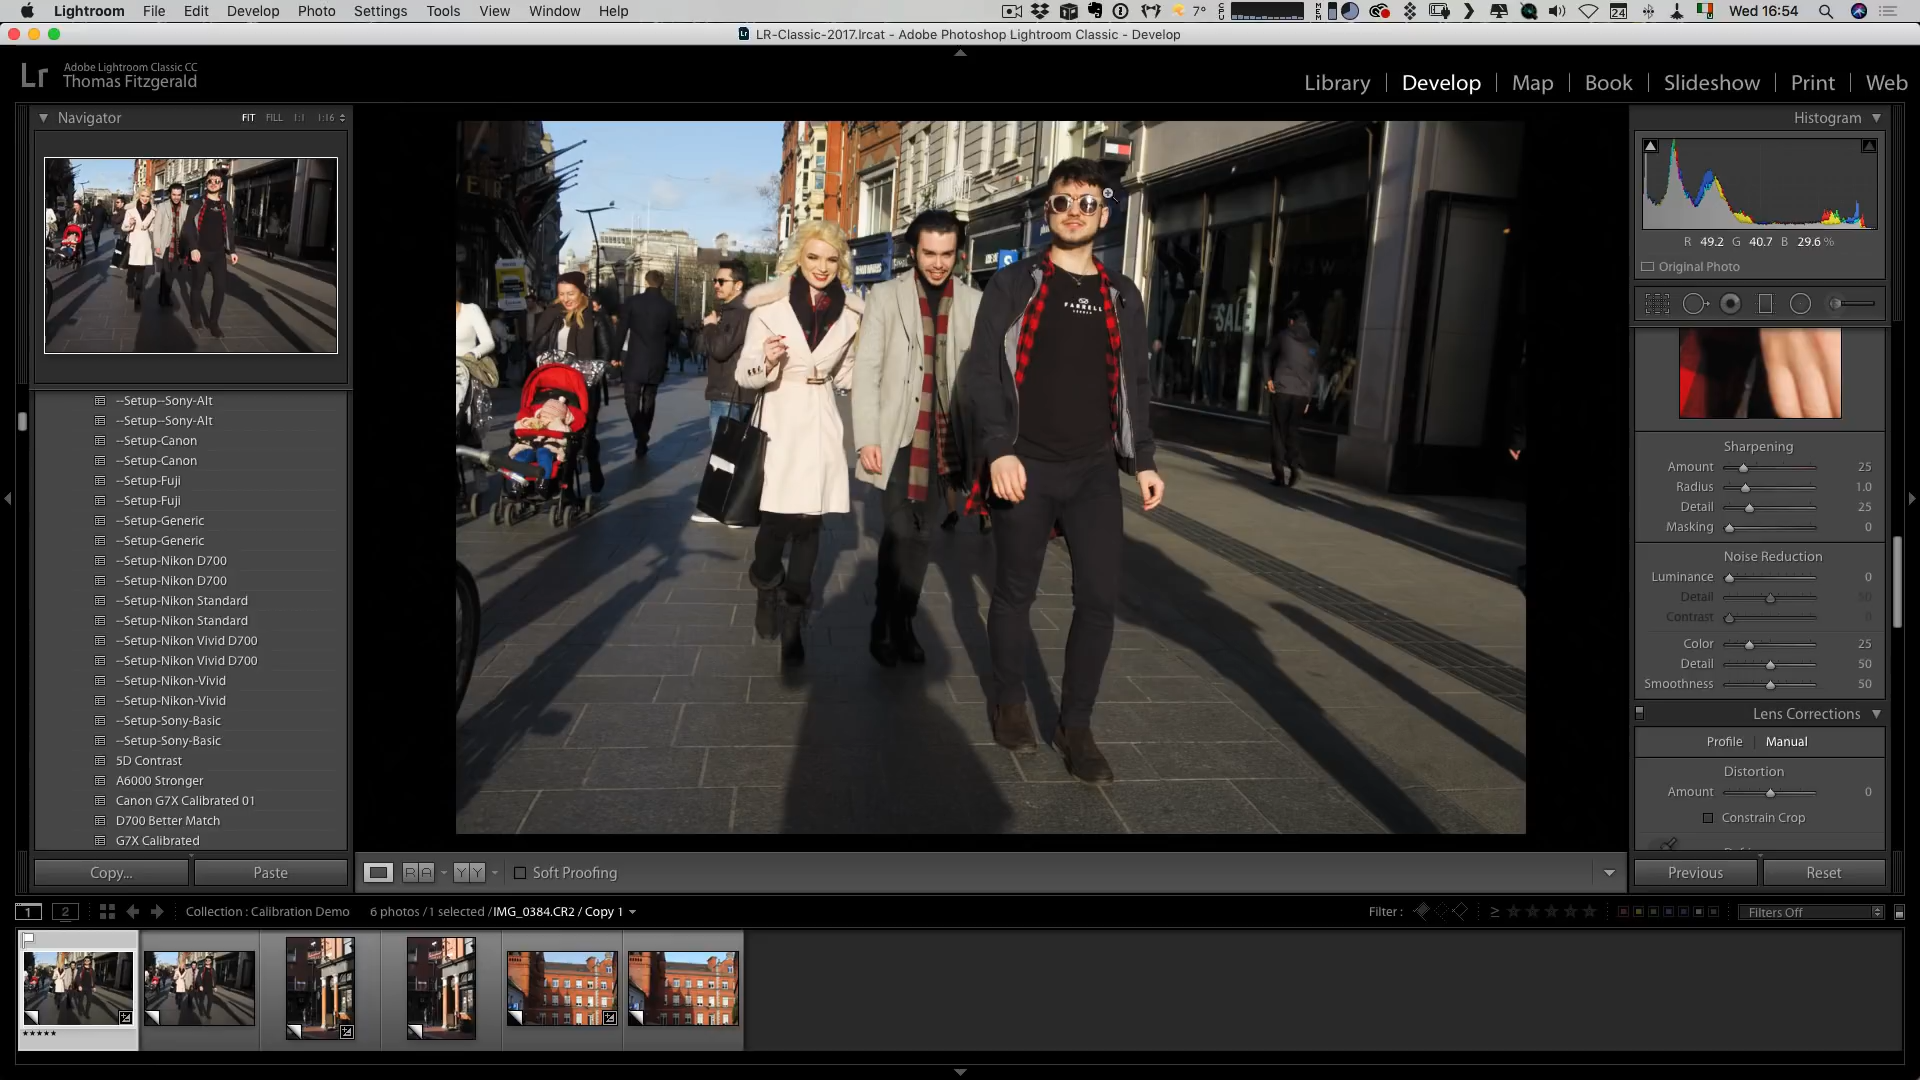 Lightroom File Edit Develop Photo Settings Tools View Window Help 7° 24 Wed 16:54
LR-Classic-2017.lrcat - Adobe Photoshop Lightroom Classic - Develop
Lr Adobe Lightroom Classic CC
Thomas Fitzgerald
Library | Develop | Map | Book | Slideshow | Print | Web
Navigator FIT FILL 1:1 1:16
Histogram
R 49.2 G 40.7 B 29.6 %
Original Photo
SALE
FARRELL
--Setup--Sony-Alt
--Setup--Sony-Alt
--Setup-Canon
--Setup-Canon
--Setup-Fuji
--Setup-Fuji
--Setup-Generic
--Setup-Generic
--Setup-Nikon D700
--Setup-Nikon D700
--Setup-Nikon Standard
--Setup-Nikon Standard
--Setup-Nikon Vivid D700
--Setup-Nikon Vivid D700
--Setup-Nikon-Vivid
--Setup-Nikon-Vivid
--Setup-Sony-Basic
--Setup-Sony-Basic
5D Contrast
A6000 Stronger
Canon G7X Calibrated 01
D700 Better Match
G7X Calibrated
Sharpening
Amount 25
Radius 1.0
Detail 25
Masking 0
Noise Reduction
Luminance 0
Detail 50
Contrast 0
Color 25
Detail 50
Smoothness 50
Lens Corrections
Profile | Manual
Distortion
Amount 0
Constrain Crop
Copy... Paste
R A Y Y Soft Proofing
Previous Reset
1 2 Collection : Calibration Demo 6 photos / 1 selected / IMG_0384.CR2 / Copy 1
Filter : ≥ ★★★★★ Filters Off
★★★★★